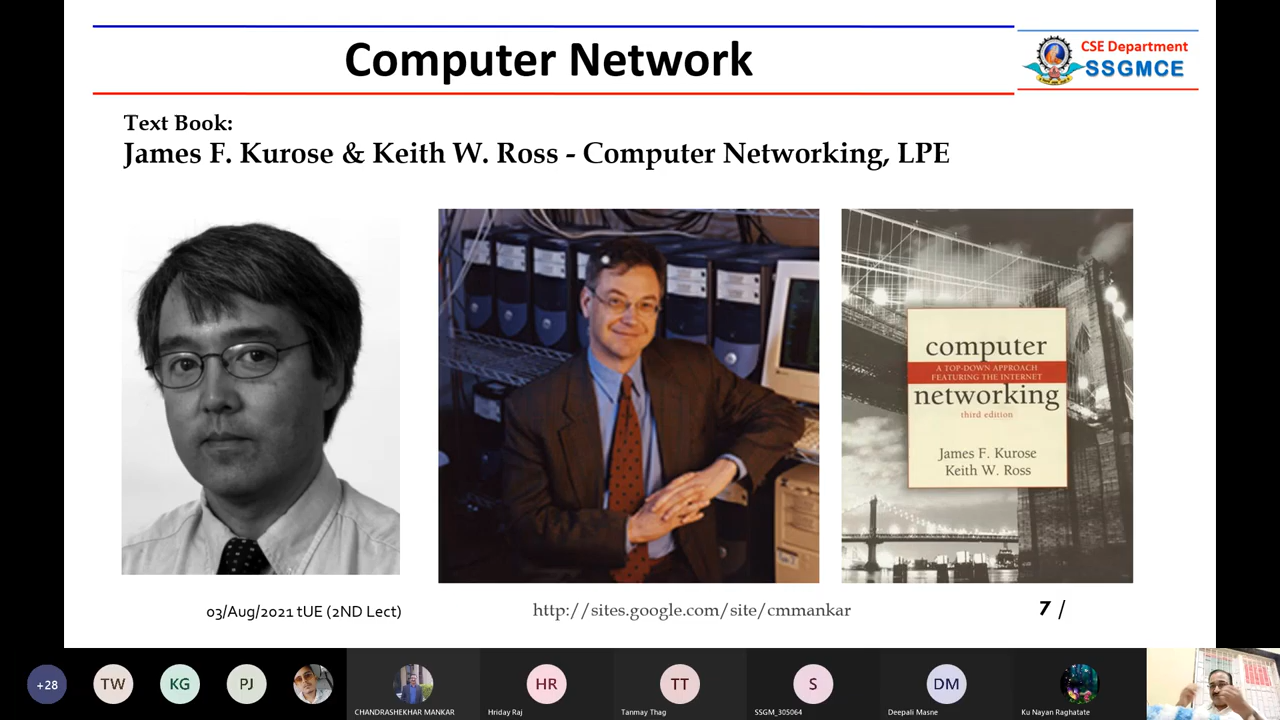 Computer Network
CSE Department
SSGMCE
Text Book:
James F. Kurose & Keith W. Ross - Computer Networking, LPE
computer
A TOP-DOWN APPROACH
FEATURING THE INTERNET
networking
third edition
James F. Kurose
Keith W. Ross
03/Aug/2021 tUE (2ND Lect)
http://sites.google.com/site/cmmankar
7 /
+28
TW
KG
PJ
CHANDRASHEKHAR MANKAR
HR
Hriday Raj
TT
Tanmay Thag
S
SSGM_305064
DM
Deepali Masne
Ku Nayan Raghatate